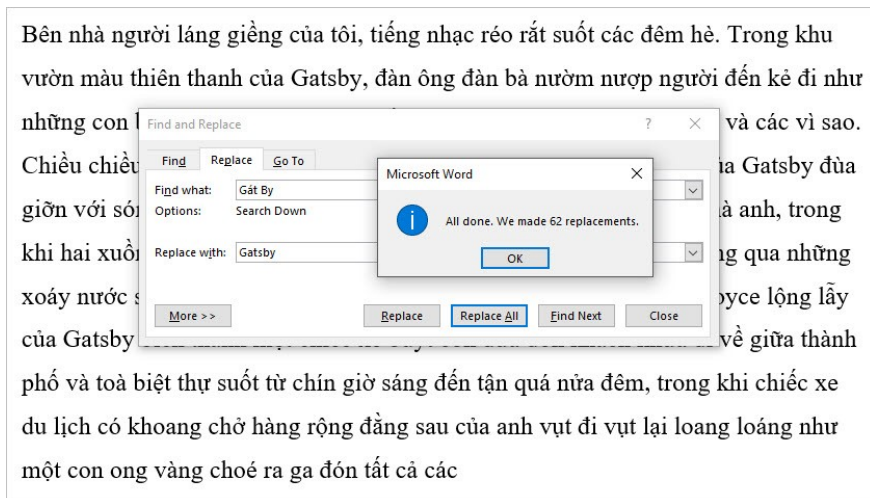 Bên nhà người láng giềng của tôi, tiếng nhạc réo rắt suốt các đêm hè. Trong khu
vườn màu thiên thanh của Gatsby, đàn ông đàn bà nườm nượp người đến kẻ đi như
những con
và các vì sao.
Find and Replace
?
Find
Replace
Go To
Chiều chiều
Gatsby đùa
Microsoft Word
Find what:
Gát By
Options:
Search Down
All done. We made 62 replacements.
giỡn với
anh, trong
OK
Replace with:
Gatsby
khi hai
qua những
xoáy nước
lộng lẫy
More >>
Replace
Replace All
Find Next
Close
của Gatsby
về giữa thành
phố và toà biệt thự suốt từ chín giờ sáng đến tận quá nửa đêm, trong khi chiếc xe
du lịch có khoang chở hàng rộng đằng sau của anh vụt đi vụt lại loang loáng như
một con ong vàng choé ra ga đón tất cả các